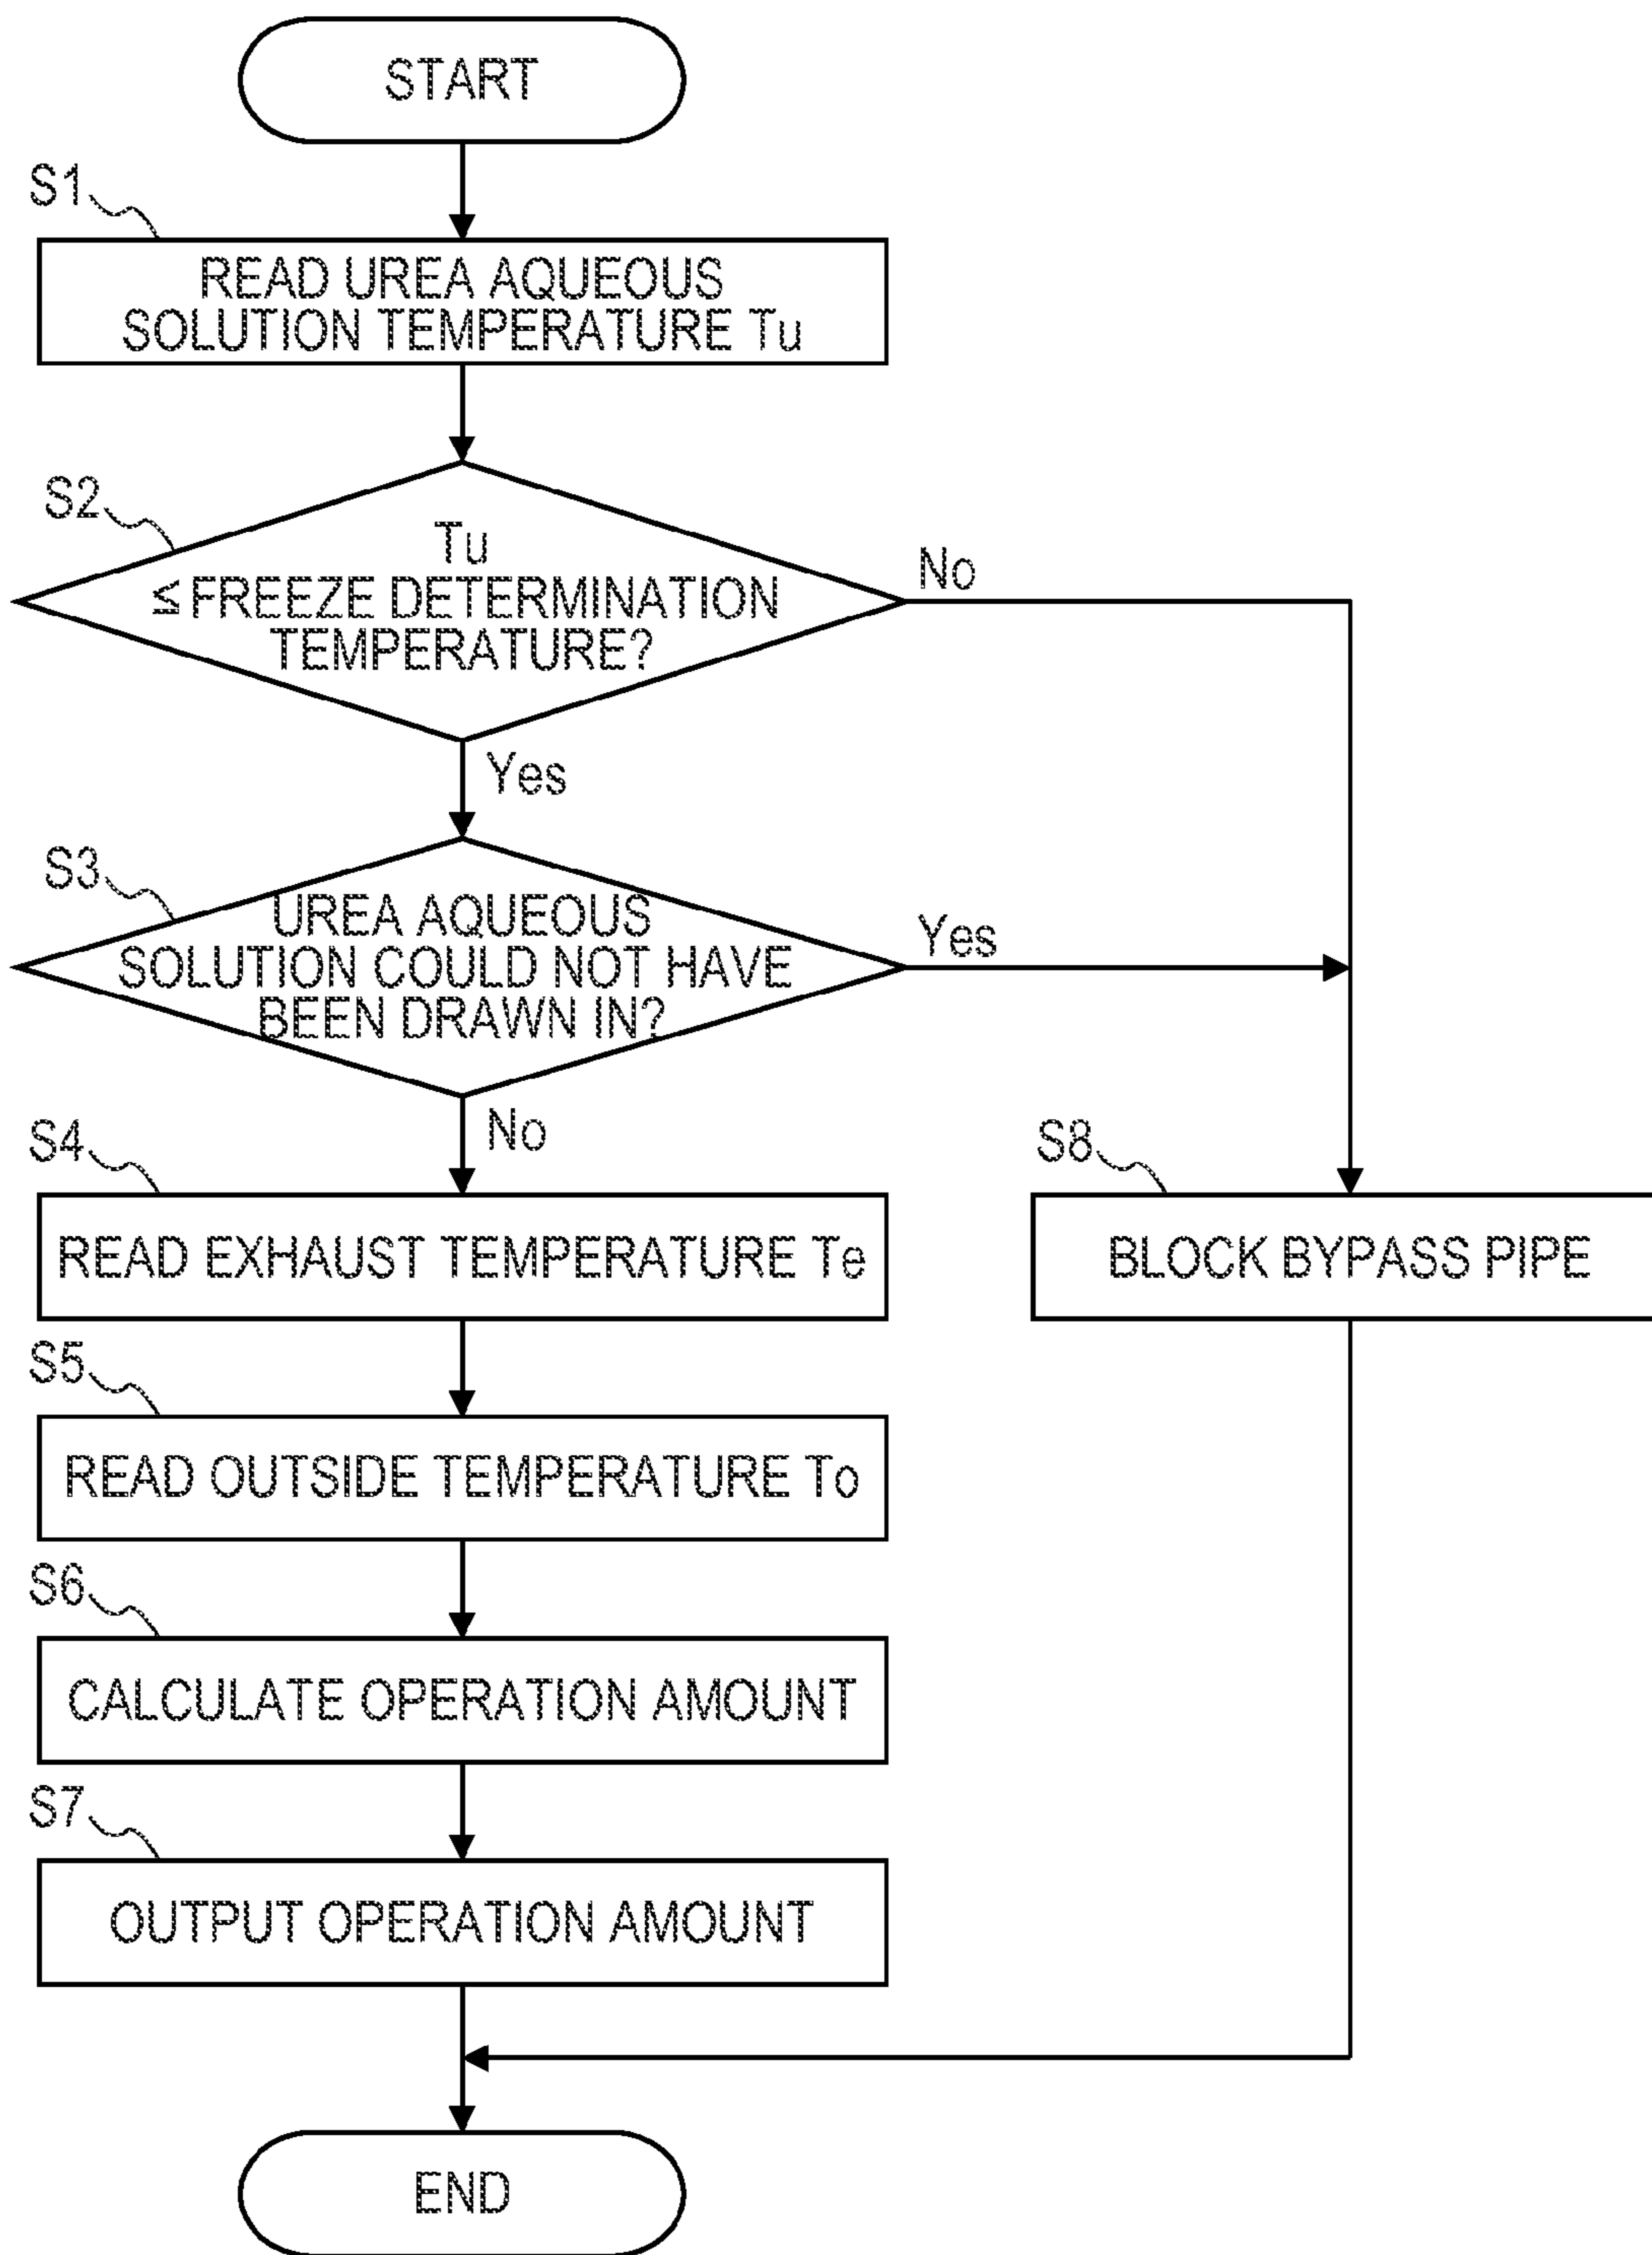 START
S1
READ UREA AQUEOUS
SOLUTION TEMPERATURE Tu
S2
Tu
≤ FREEZE DETERMINATION
TEMPERATURE?
No
Yes
S3
UREA AQUEOUS
SOLUTION COULD NOT HAVE
BEEN DRAWN IN?
Yes
No
S4
READ EXHAUST TEMPERATURE Te
S8
BLOCK BYPASS PIPE
S5
READ OUTSIDE TEMPERATURE To
S6
CALCULATE OPERATION AMOUNT
S7
OUTPUT OPERATION AMOUNT
END